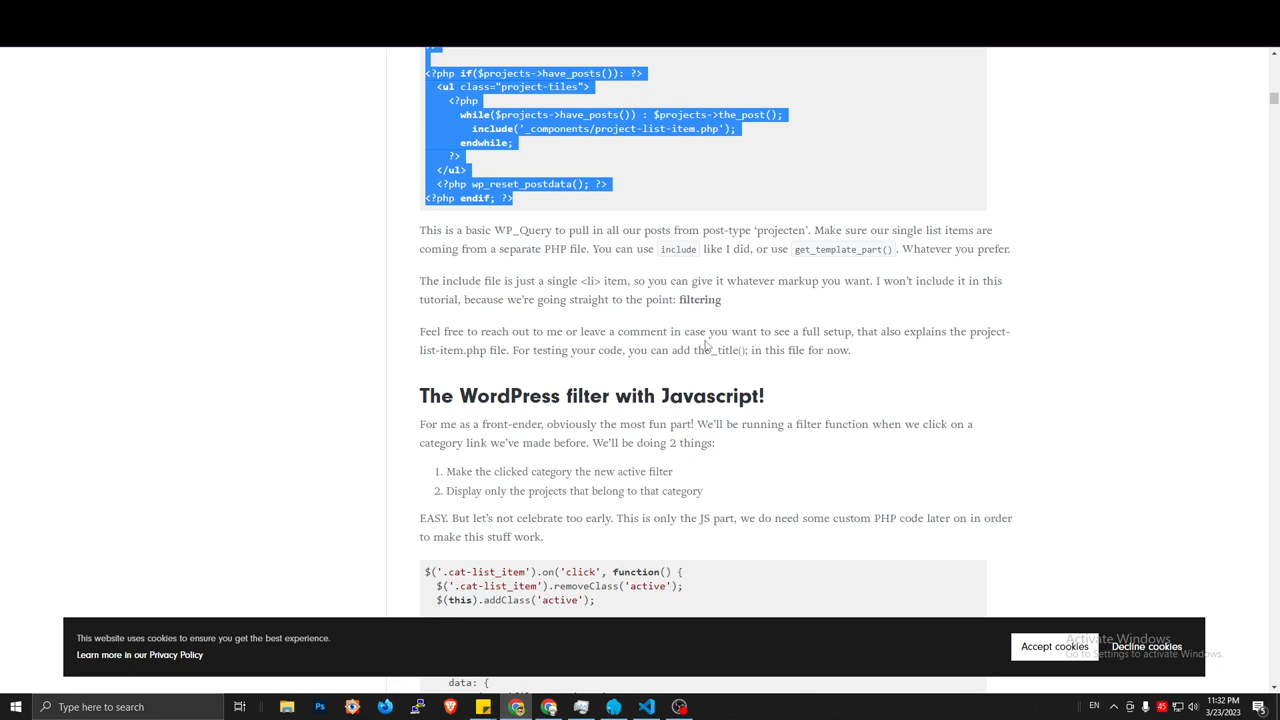 ?>
<?php if($projects->have_posts()): ?>
<ul class="project-tiles">
<?php
while($projects->have_posts()) : $projects->the_post();
include('_components/project-list-item.php');
endwhile;
?>
</ul>
<?php wp_reset_postdata(); ?>
<?php endif; ?>
This is a basic WP_Query to pull in all our posts from post-type ‘projecten’. Make sure our single list items are
coming from a separate PHP file. You can use include like I did, or use get_template_part(). Whatever you prefer.
The include file is just a single <li> item, so you can give it whatever markup you want. I won’t include it in this
tutorial, because we’re going straight to the point: filtering
Feel free to reach out to me or leave a comment in case you want to see a full setup, that also explains the project-
list-item.php file. For testing your code, you can add the_title(); in this file for now.
The WordPress filter with Javascript!
For me as a front-ender, obviously the most fun part! We’ll be running a filter function when we click on a
category link we’ve made before. We’ll be doing 2 things:
1. Make the clicked category the new active filter
2. Display only the projects that belong to that category
EASY. But let’s not celebrate too early. This is only the JS part, we do need some custom PHP code later on in order
to make this stuff work.
$('.cat-list_item').on('click', function() {
$('.cat-list_item').removeClass('active');
$(this).addClass('active');
This website uses cookies to ensure you get the best experience.
Learn more in our Privacy Policy
Accept cookies
Decline cookies
Activate Windows
Go to Settings to activate Windows.
data: {
Type here to search
EN
45
11:32 PM
3/23/2023